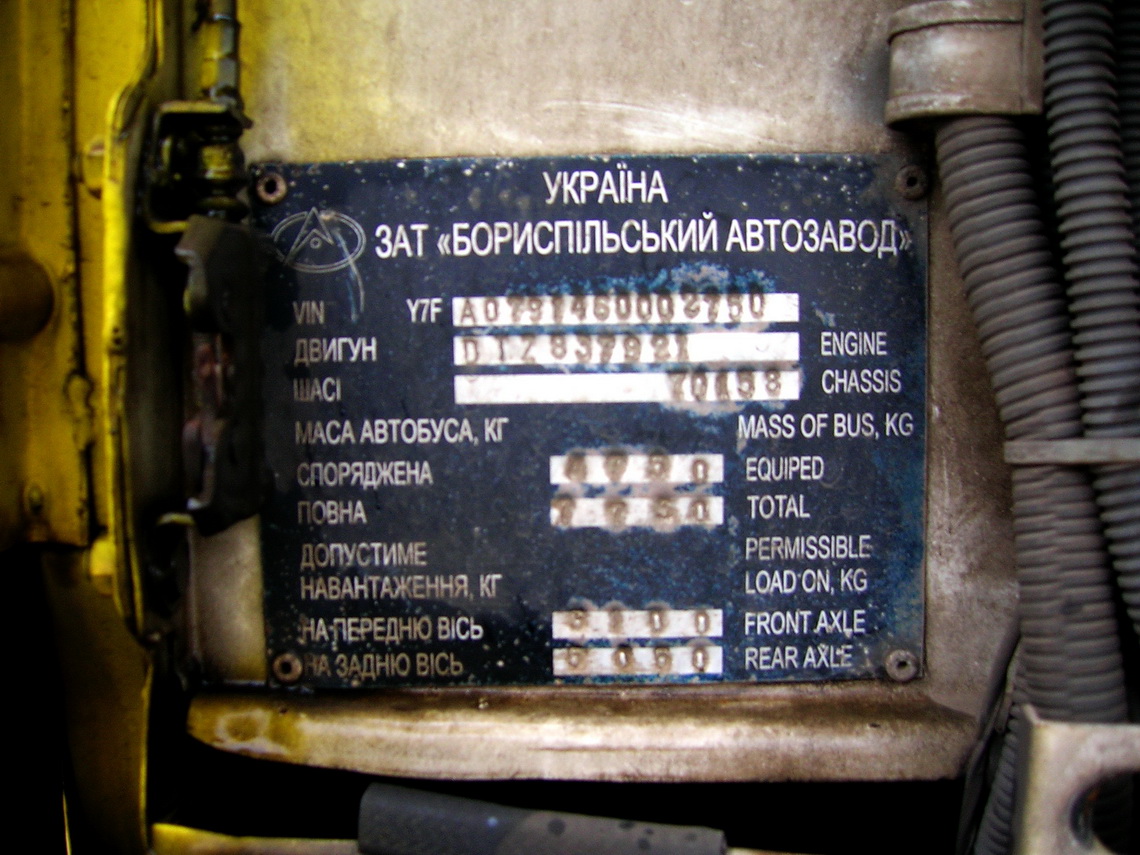 УКРАЇНА
ЗАТ «БОРИСПІЛЬСЬКИЙ АВТОЗАВОД»
VIN Y7F A0791460002750
ДВИГУН ENGINE
ШАСІ CHASSIS
МАСА АВТОБУСА, КГ MASS OF BUS, KG
СПОРЯДЖЕНА EQUIPED
ПОВНА TOTAL
ДОПУСТИМЕ PERMISSIBLE
НАВАНТАЖЕННЯ, КГ LOAD ON, KG
НА ПЕРЕДНЮ ВІСЬ FRONT AXLE
НА ЗАДНЮ ВІСЬ 5050 REAR AXLE